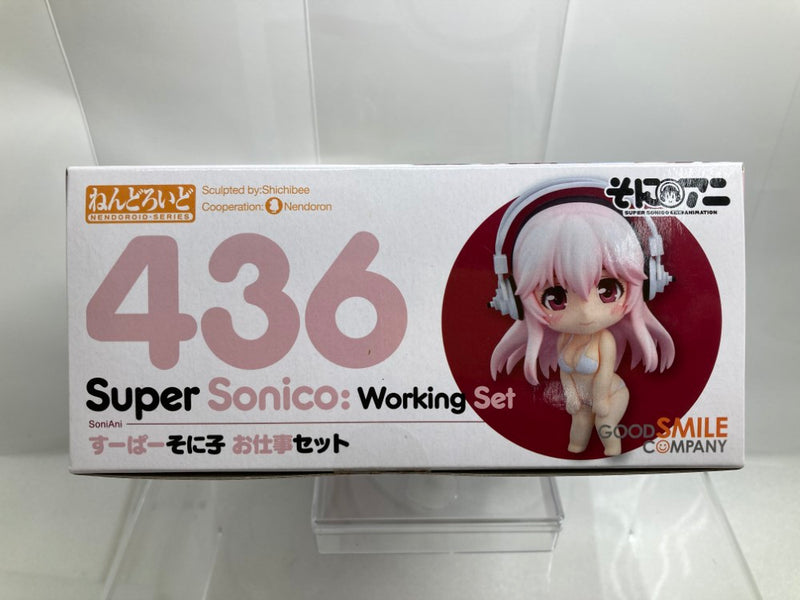 ねんどろいど
NENDOROID-SERIES
Sculpted by:Shichibee
Cooperation: Nendoron
そにアニ
SUPER SONICO THE ANIMATION
436
Super Sonico: Working Set
SoniAni
すーぱーそに子 お仕事セット
GOOD SMILE
COMPANY